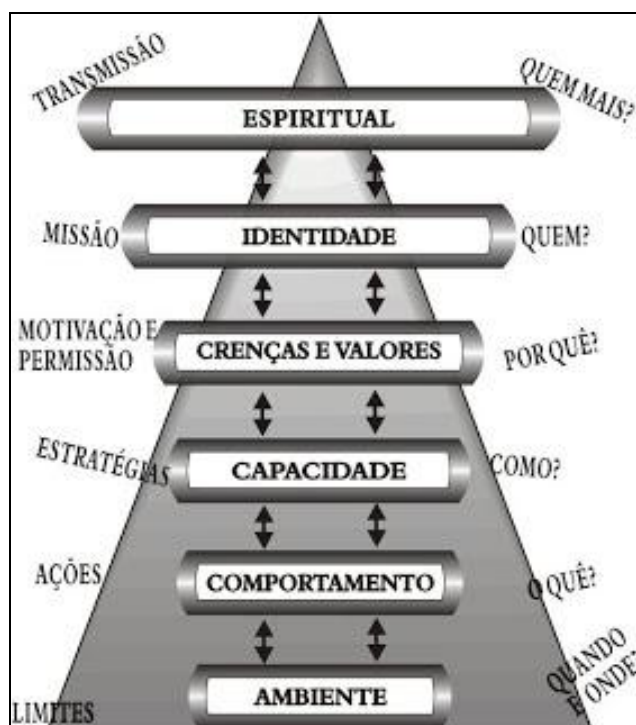 TRANSMISSÃO
ESPIRITUAL
QUEM MAIS?
MISSÃO
IDENTIDADE
QUEM?
MOTIVAÇÃO E
PERMISSÃO
CRENÇAS E VALORES
POR QUÊ?
ESTRATÉGIAS
CAPACIDADE
COMO?
AÇÕES
COMPORTAMENTO
O QUÊ?
LIMITES
AMBIENTE
QUANDO
E ONDE?